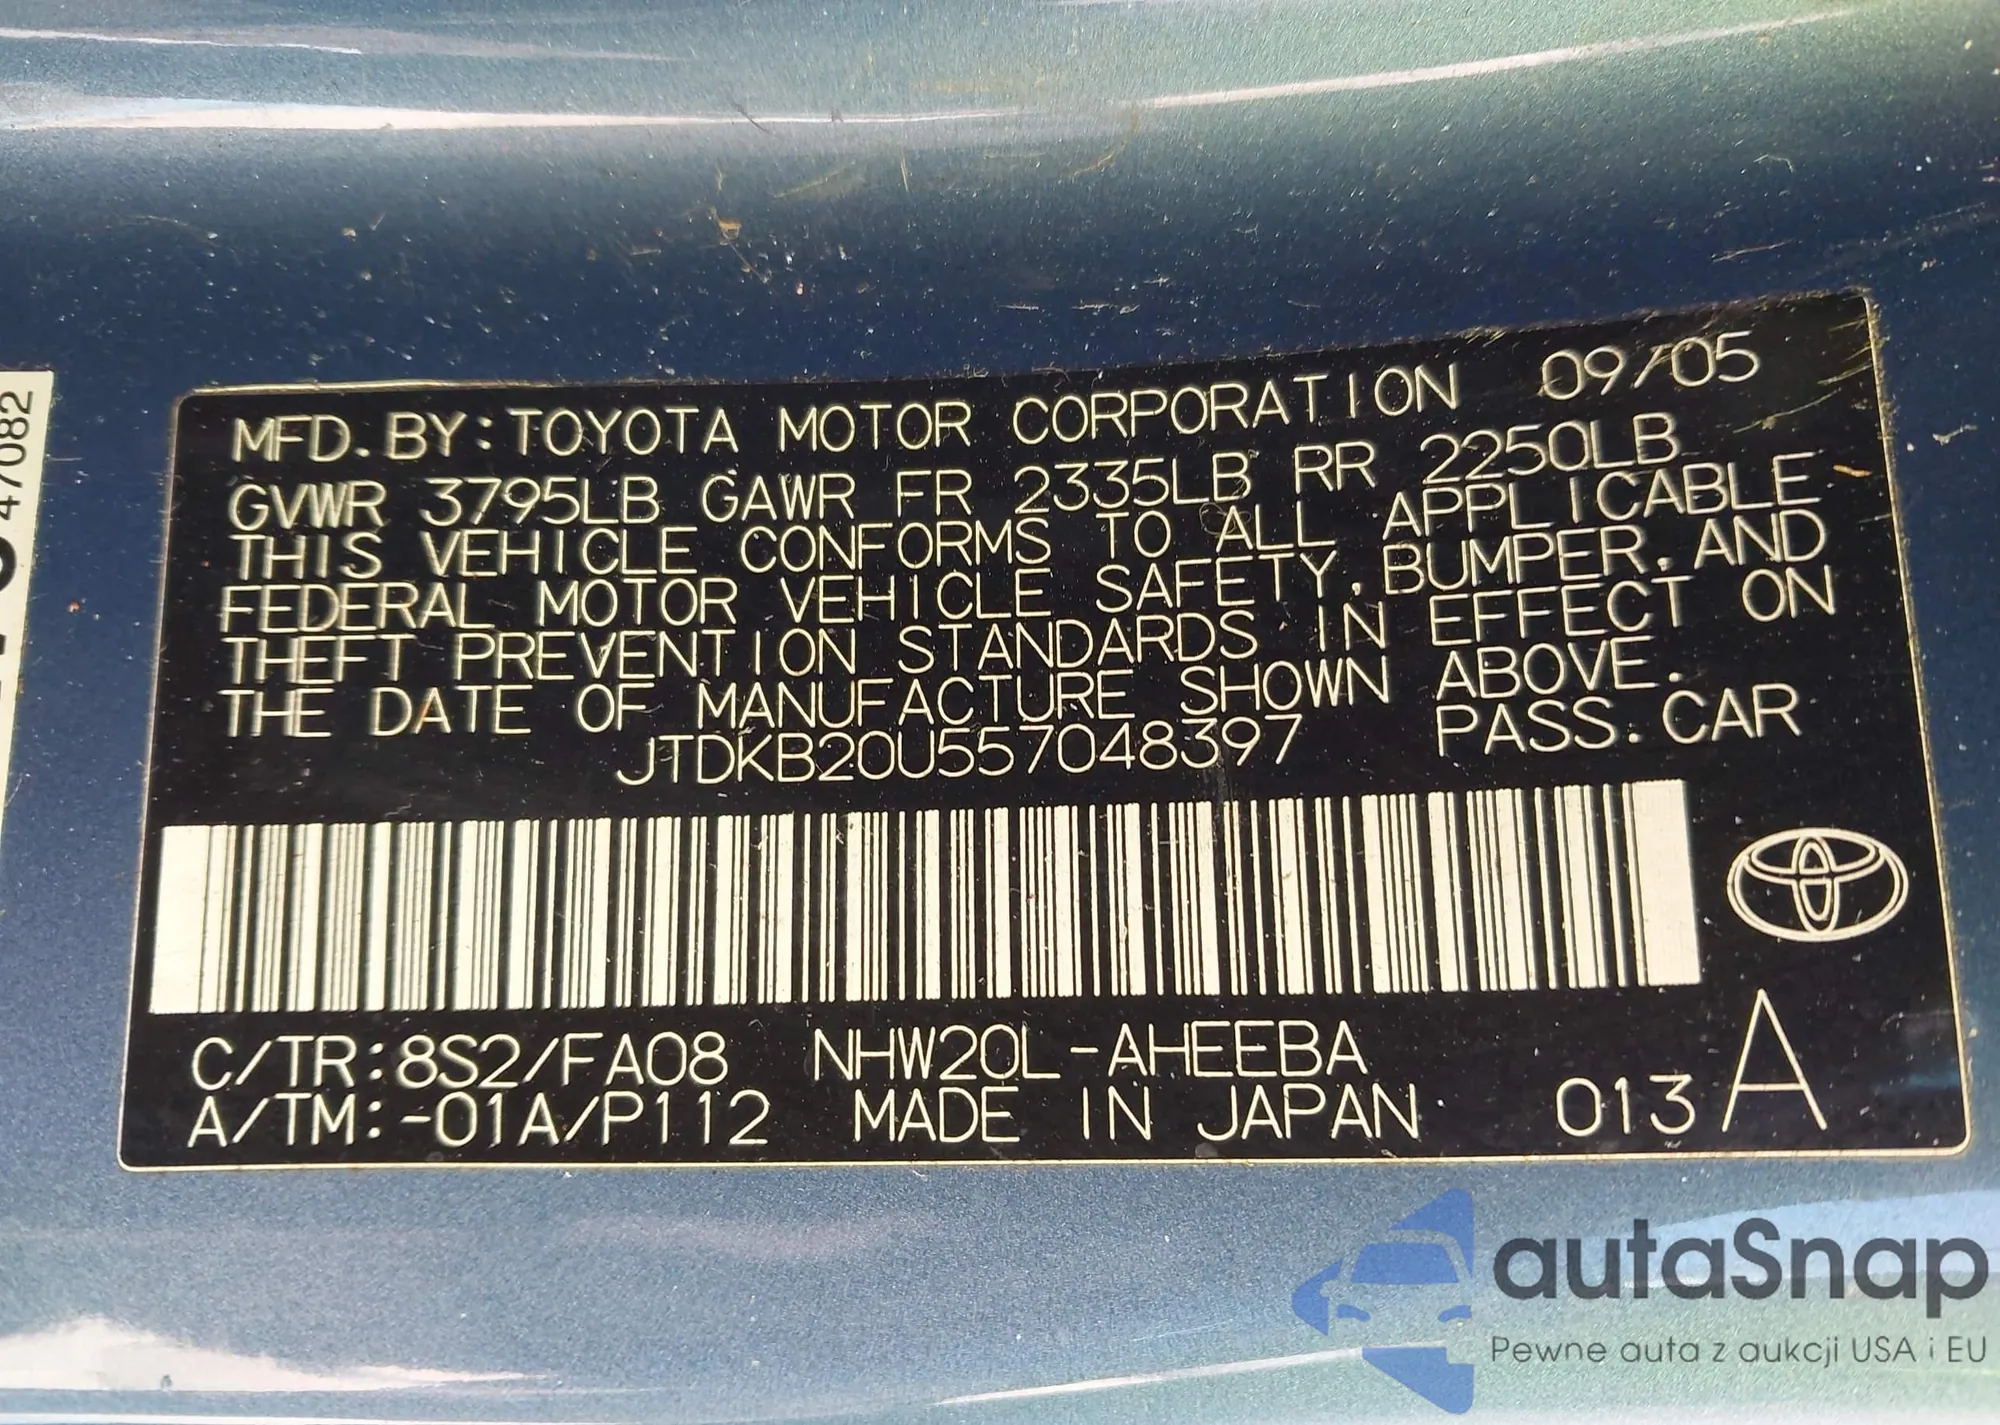 MFD. BY: TOYOTA MOTOR CORPORATION 09/05
GVWR 3795LB GAWR FR 2335LB RR 2250LB
THIS VEHICLE CONFORMS TO ALL APPLICABLE
FEDERAL MOTOR VEHICLE SAFETY, BUMPER, AND
THEFT PREVENTION STANDARDS IN EFFECT ON
THE DATE OF MANUFACTURE SHOWN ABOVE.
JTDKB20U557048397 PASS. CAR
C/TR:8S2/FA08 NHW20L-AHEEBA
A/TM:-01A/P112 MADE IN JAPAN 013 A
47082
autaSnap
Pewne auta z aukcji USA i EU